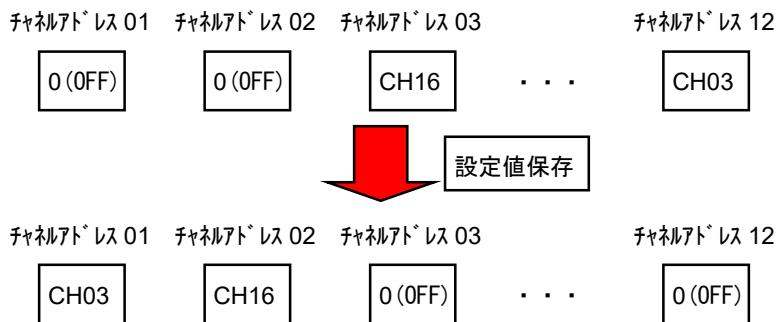 ﾁｬﾈﾙｱﾄﾞﾚｽ 01 ﾁｬﾈﾙｱﾄﾞﾚｽ 02 ﾁｬﾈﾙｱﾄﾞﾚｽ 03 ﾁｬﾈﾙｱﾄﾞﾚｽ 12
0(OFF) 0(OFF) CH16 ・・・ CH03
設定値保存
ﾁｬﾈﾙｱﾄﾞﾚｽ 01 ﾁｬﾈﾙｱﾄﾞﾚｽ 02 ﾁｬﾈﾙｱﾄﾞﾚｽ 03 ﾁｬﾈﾙｱﾄﾞﾚｽ 12
CH03 CH16 0(OFF) ・・・ 0(OFF)